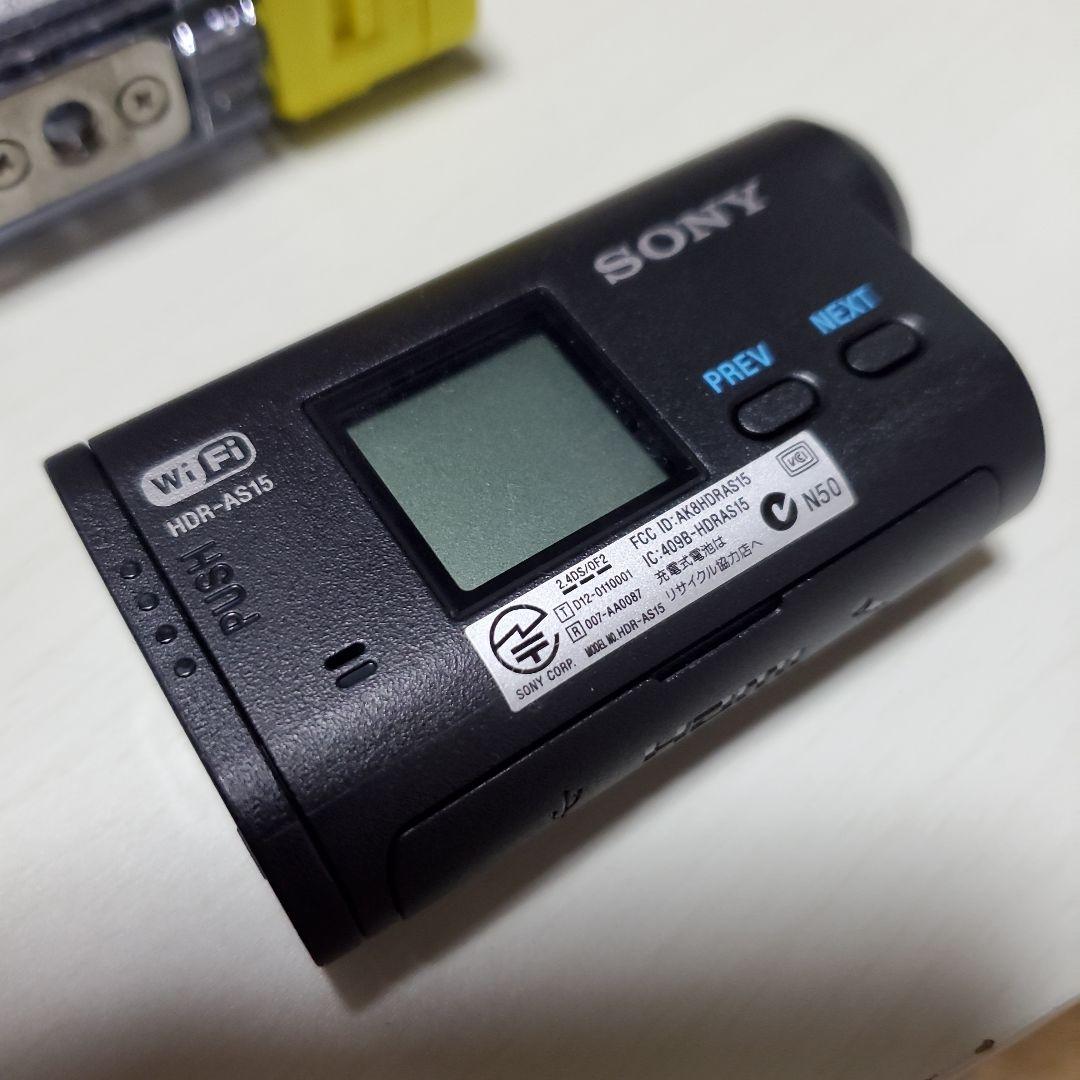 SONY
PREV
NEXT
Wi Fi
HDR-AS15
PUSH
2.4DS/OF2
T D12-0110001
R 007-AA0087
MODEL NO. HDR-AS15
SONY CORP.
FCC ID:AK8HDRAS15
IC:409B-HDRAS15
充電式電池は
リサイクル協力店へ
VCI
N50
HDMI